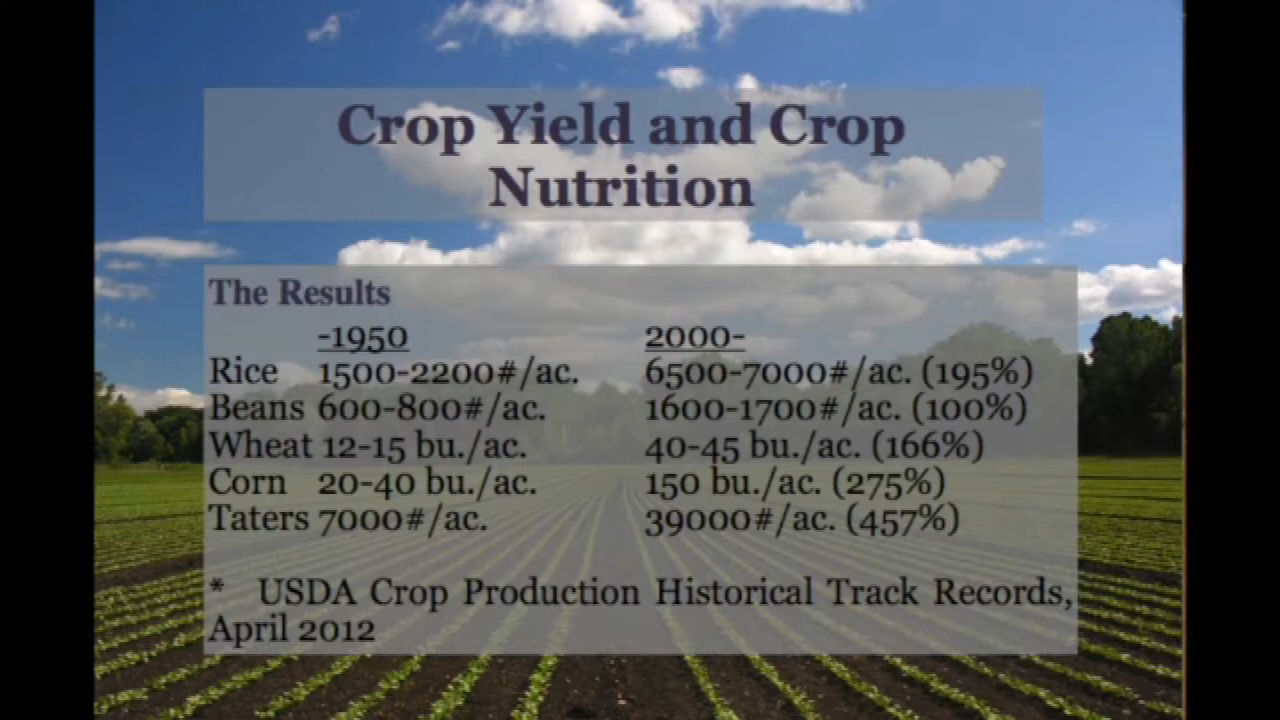 Crop Yield and Crop
Nutrition
The Results
-1950 2000-
Rice 1500-2200#/ac. 6500-7000#/ac. (195%)
Beans 600-800#/ac. 1600-1700#/ac. (100%)
Wheat 12-15 bu./ac. 40-45 bu./ac. (166%)
Corn 20-40 bu./ac. 150 bu./ac. (275%)
Taters 7000#/ac. 39000#/ac. (457%)
* USDA Crop Production Historical Track Records,
April 2012